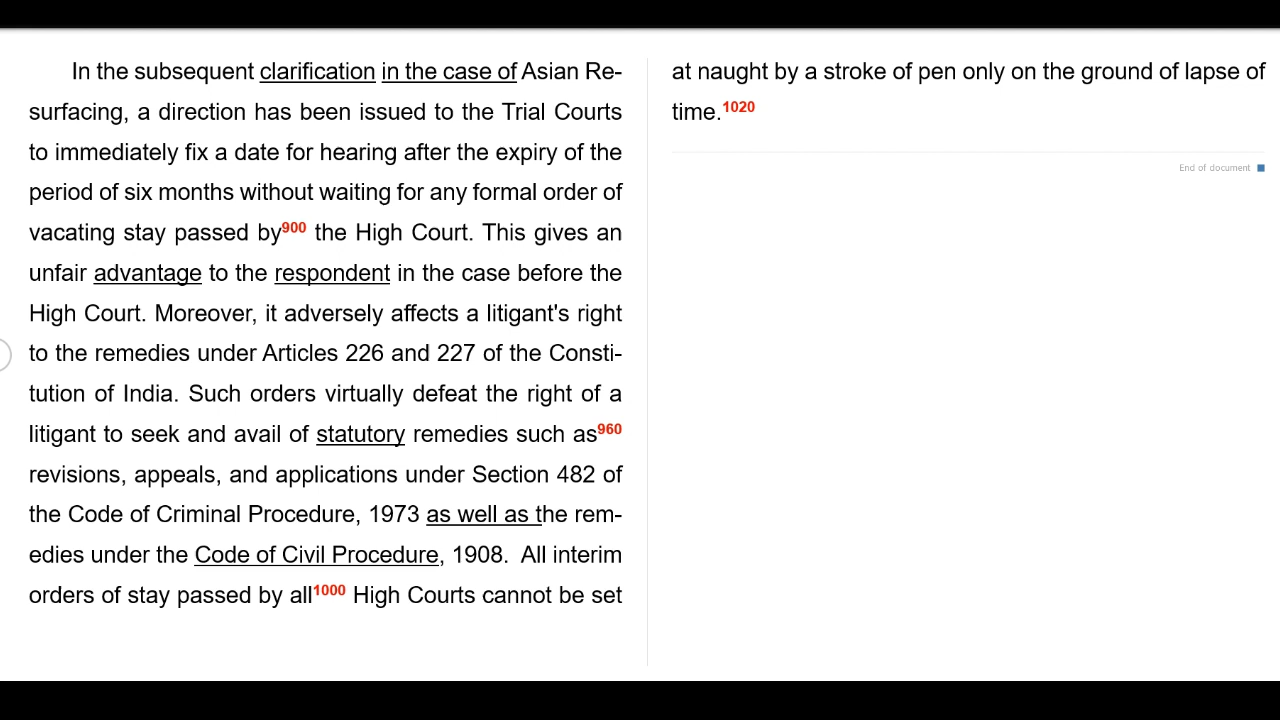 In the subsequent clarification in the case of Asian Re-
surfacing, a direction has been issued to the Trial Courts
to immediately fix a date for hearing after the expiry of the
period of six months without waiting for any formal order of
vacating stay passed by900 the High Court. This gives an
unfair advantage to the respondent in the case before the
High Court. Moreover, it adversely affects a litigant's right
to the remedies under Articles 226 and 227 of the Consti-
tution of India. Such orders virtually defeat the right of a
litigant to seek and avail of statutory remedies such as960
revisions, appeals, and applications under Section 482 of
the Code of Criminal Procedure, 1973 as well as the rem-
edies under the Code of Civil Procedure, 1908.  All interim
orders of stay passed by all1000 High Courts cannot be set
at naught by a stroke of pen only on the ground of lapse of
time.1020
End of document